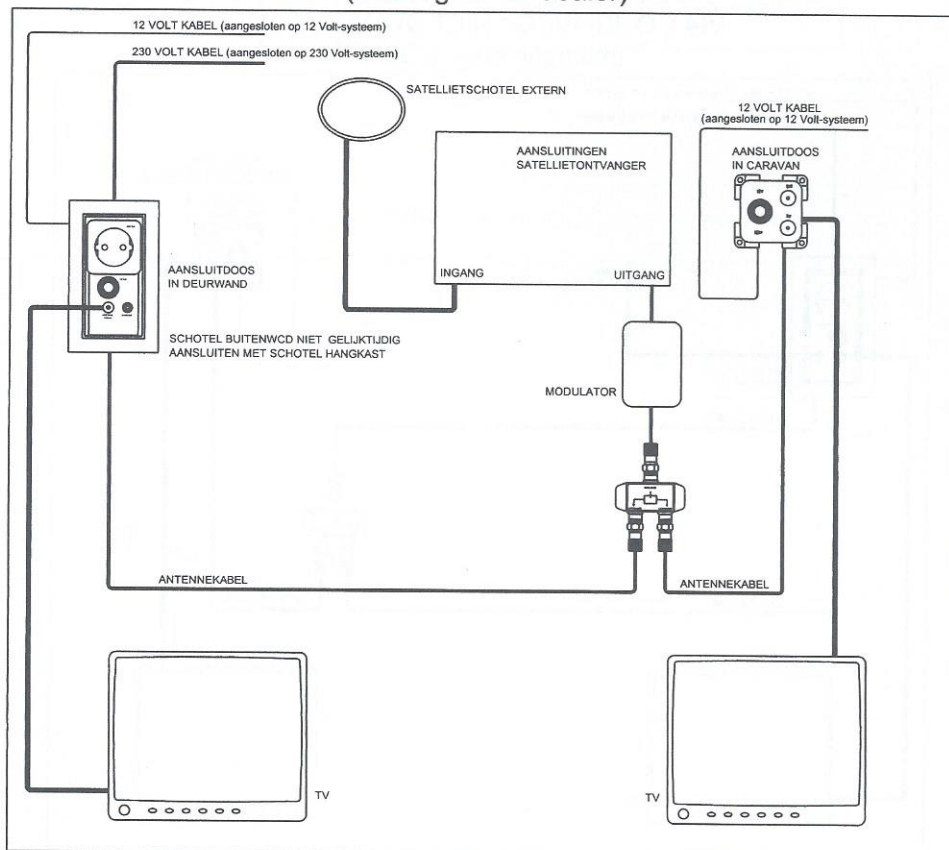 12 VOLT KABEL (aangesloten op 12 Volt-systeem)
230 VOLT KABEL (aangesloten op 230 Volt-systeem)
SATELLIETSCHOTEL EXTERN
12 VOLT KABEL
(aangesloten op 12 Volt-systeem)
AANSLUITINGEN
SATELLIETONTVANGER
AANSLUITDOOS
IN CARAVAN
AANSLUITDOOS
IN DEURWAND
INGANG
UITGANG
SCHOTEL BUITENWCD NIET GELIJKTIJDIG
AANSLUITEN MET SCHOTEL HANGKAST
MODULATOR
ANTENNEKABEL
ANTENNEKABEL
TV
TV